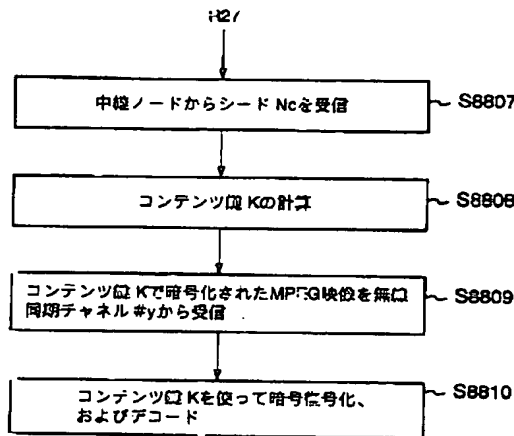 中継ノードからシード Ncを受信
S8807
コンテンツ鍵 Kの計算
S8808
コンテンツ鍵 Kで暗号化されたMPEG映像を無線
同期チャネル #yから受信
S8809
コンテンツ鍵 Kを使って暗号復号化、
およびデコード
S8810